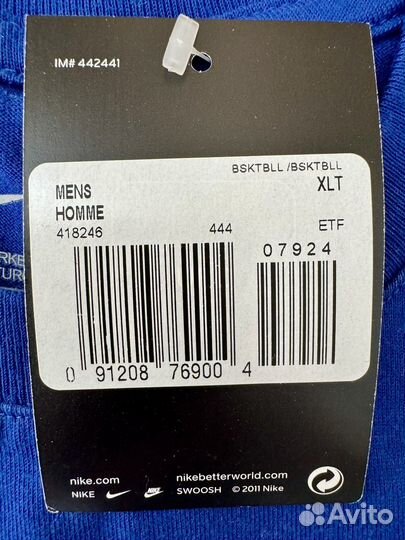 IM# 442441
BSKTBLL /BSKTBLL
MENS XLT
HOMME
418246 444 ETF
07924
0 91208 76900 4
nike.com nikebetterworld.com
NIKE SWOOSH © 2011 Nike
Avito